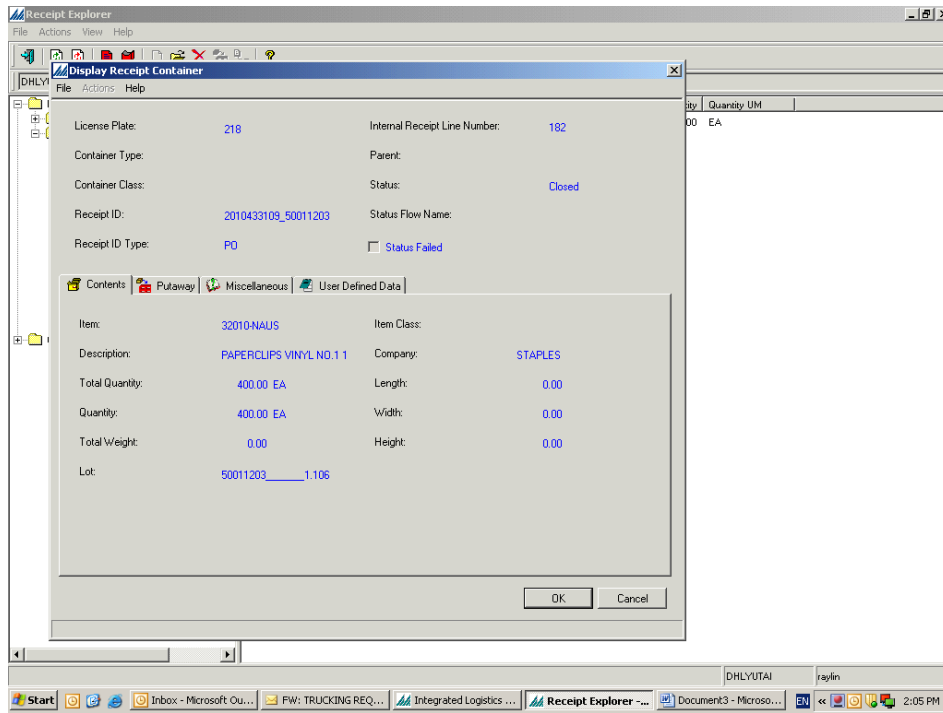 Receipt Explorer
File Actions View Help
Display Receipt Container
File Actions Help
DHLY
ity Quantity UM
00 EA
License Plate: 218 Internal Receipt Line Number: 182
Container Type: Parent:
Container Class: Status: Closed
Receipt ID: 2010433109_50011203 Status Flow Name:
Receipt ID Type: PO Status Failed
Contents Putaway Miscellaneous User Defined Data
Item: 32010-NAUS Item Class:
Description: PAPERCLIPS VINYL NO.1 1 Company: STAPLES
Total Quantity: 400.00 EA Length: 0.00
Quantity: 400.00 EA Width: 0.00
Total Weight: 0.00 Height: 0.00
Lot: 50011203______1.106
OK Cancel
DHLYUTAI raylin
Start Inbox - Microsoft Ou... FW: TRUCKING REQ... Integrated Logistics ... Receipt Explorer -... Document3 - Microso... EN « 2:05 PM